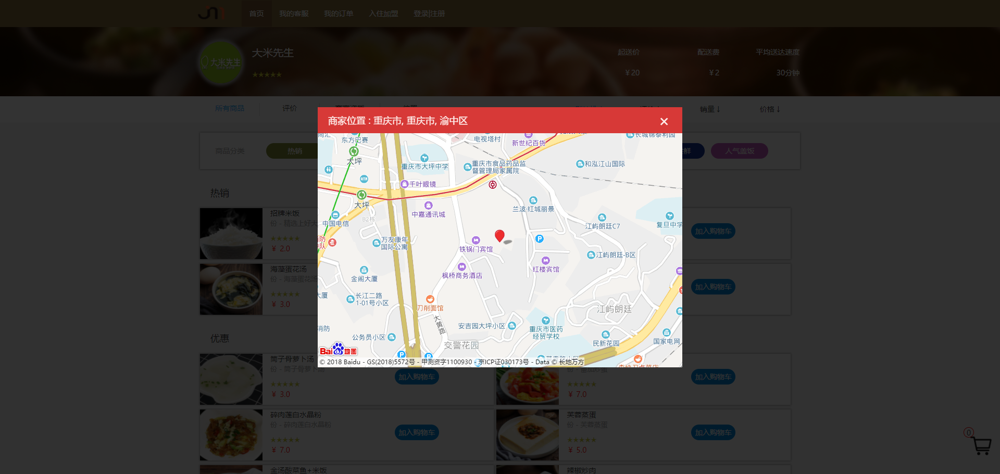 首页 我的客服 我的订单 入住加盟 登录|注册
大米先生
大米先生
★★★★★
起送价 配送费 平均送达速度
¥20 ¥2 30分钟
所有商品 评价
销量↓ 价格↓
商家位置 : 重庆市, 重庆市, 渝中区
×
商品分类 热销
人气盖饭
东方巴赛
电视塔村
新世纪百货
长城锦泰利园
大坪
重庆市大坪中学
重庆市食品药品监
督管理局家属院
和泓江山国际
ATM
千叶眼镜
大坪
中嘉通讯城
兰波·红城丽景
B2栋
中国电信
江屿朗廷C7
复旦中学
万友康年
国际公寓
P
铁锅门宾馆
江屿朗廷-B区
红楼宾馆
枫桥商务酒店
金阁大厦
大厦
长江二路
1-01号小区
刀削面馆
江屿朗廷
大黄路
安吉园大坪小区
重庆市医药
经贸学校
消防
公务员小区
交警花园
民新花园
国家电网
P
P
Bai du 地图
© 2018 Baidu - GS(2018)5572号 - 甲测资字1100930 - 京ICP证030173号 - Data © 长地万方
热销
招牌米饭
份 - 精选上好大
★★★★★
¥ 2.0
加入购物车
海藻蛋花汤
份 - 海藻蛋花汤
★★★★★
¥ 3.0
加入购物车
优惠
筒子骨萝卜汤
份 - 筒子骨萝卜汤
★★★★★
¥ 3.0
加入购物车
份 - 番茄炒蛋
★★★★★
¥ 7.0
加入购物车
碎肉莲白水晶粉
份 - 碎肉莲白水晶粉
★★★★★
¥ 7.0
加入购物车
芙蓉蒸蛋
份 - 芙蓉蒸蛋
★★★★★
¥ 5.0
加入购物车
0
金汤酸菜鱼+米饭
辣椒炒肉